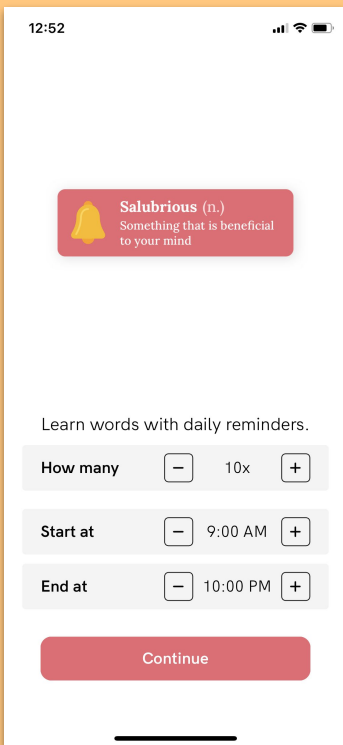 12:52
Salubrious (n.)
Something that is beneficial
to your mind
Learn words with daily reminders.
How many − 10x +
Start at − 9:00 AM +
End at − 10:00 PM +
Continue